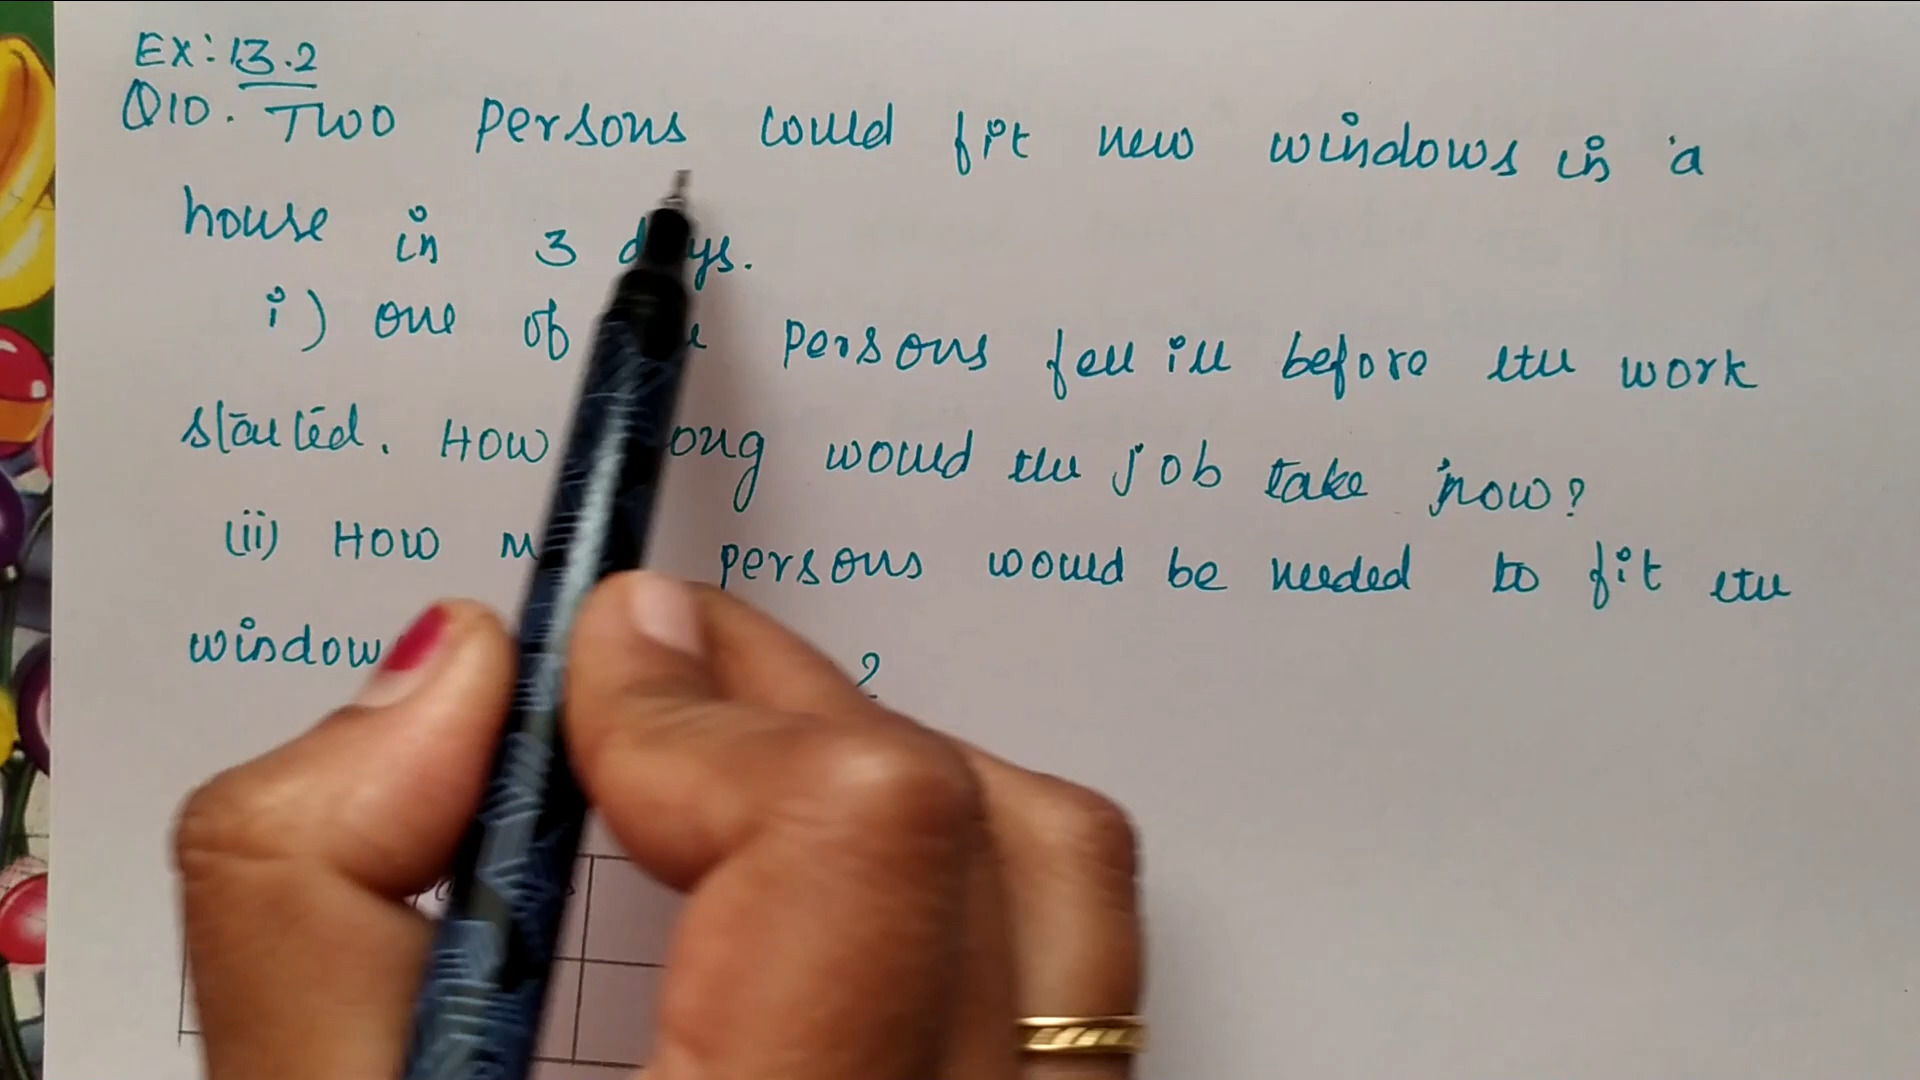 Ex: 13.2
Q10. Two persons could fit new windows in a
house in 3 days.
i) one of persons fell ill before the work
started. How long would the job take now?
(ii) How persons would be needed to fit the
window
?